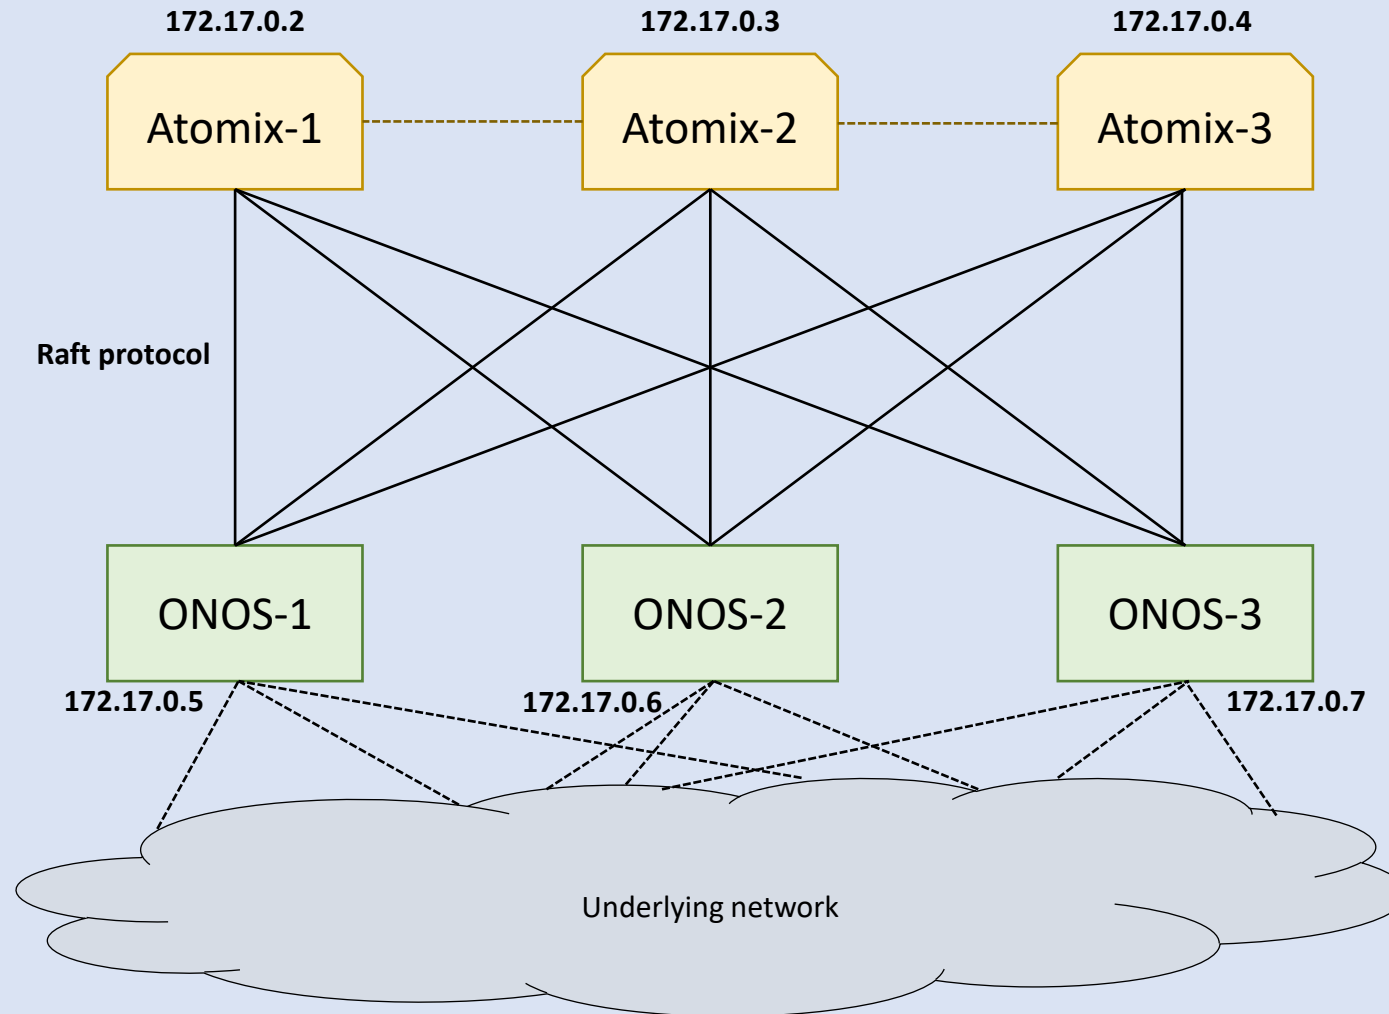 172.17.0.2
172.17.0.3
172.17.0.4
Atomix-1
Atomix-2
Atomix-3
Raft protocol
ONOS-1
ONOS-2
ONOS-3
172.17.0.5
172.17.0.6
172.17.0.7
Underlying network